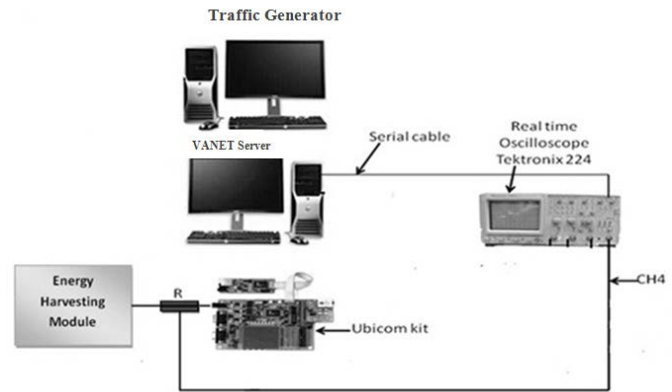 Traffic Generator
VANET Server
Serial cable
Real time
Oscilloscope
Tektronix 224
Energy
Harvesting
Module
R
Ubicom kit
CH4